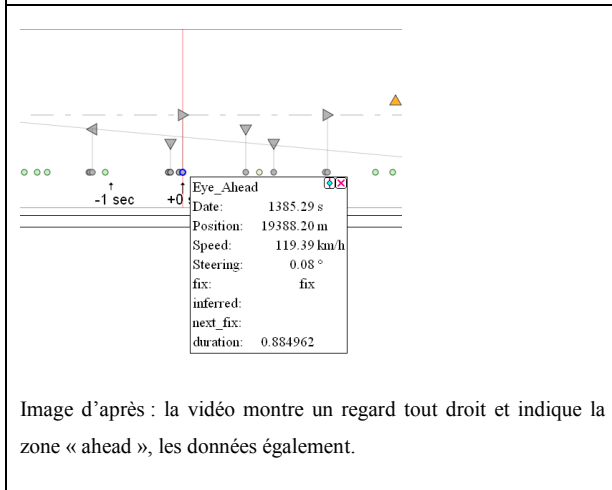 -1 sec
+0 s
Eye_Ahead
Date: 1385.29 s
Position: 19388.20 m
Speed: 119.39 km/h
Steering: 0.08 °
fix: fix
inferred:
next_fix:
duration: 0.884962
Image d’après : la vidéo montre un regard tout droit et indique la
zone « ahead », les données également.